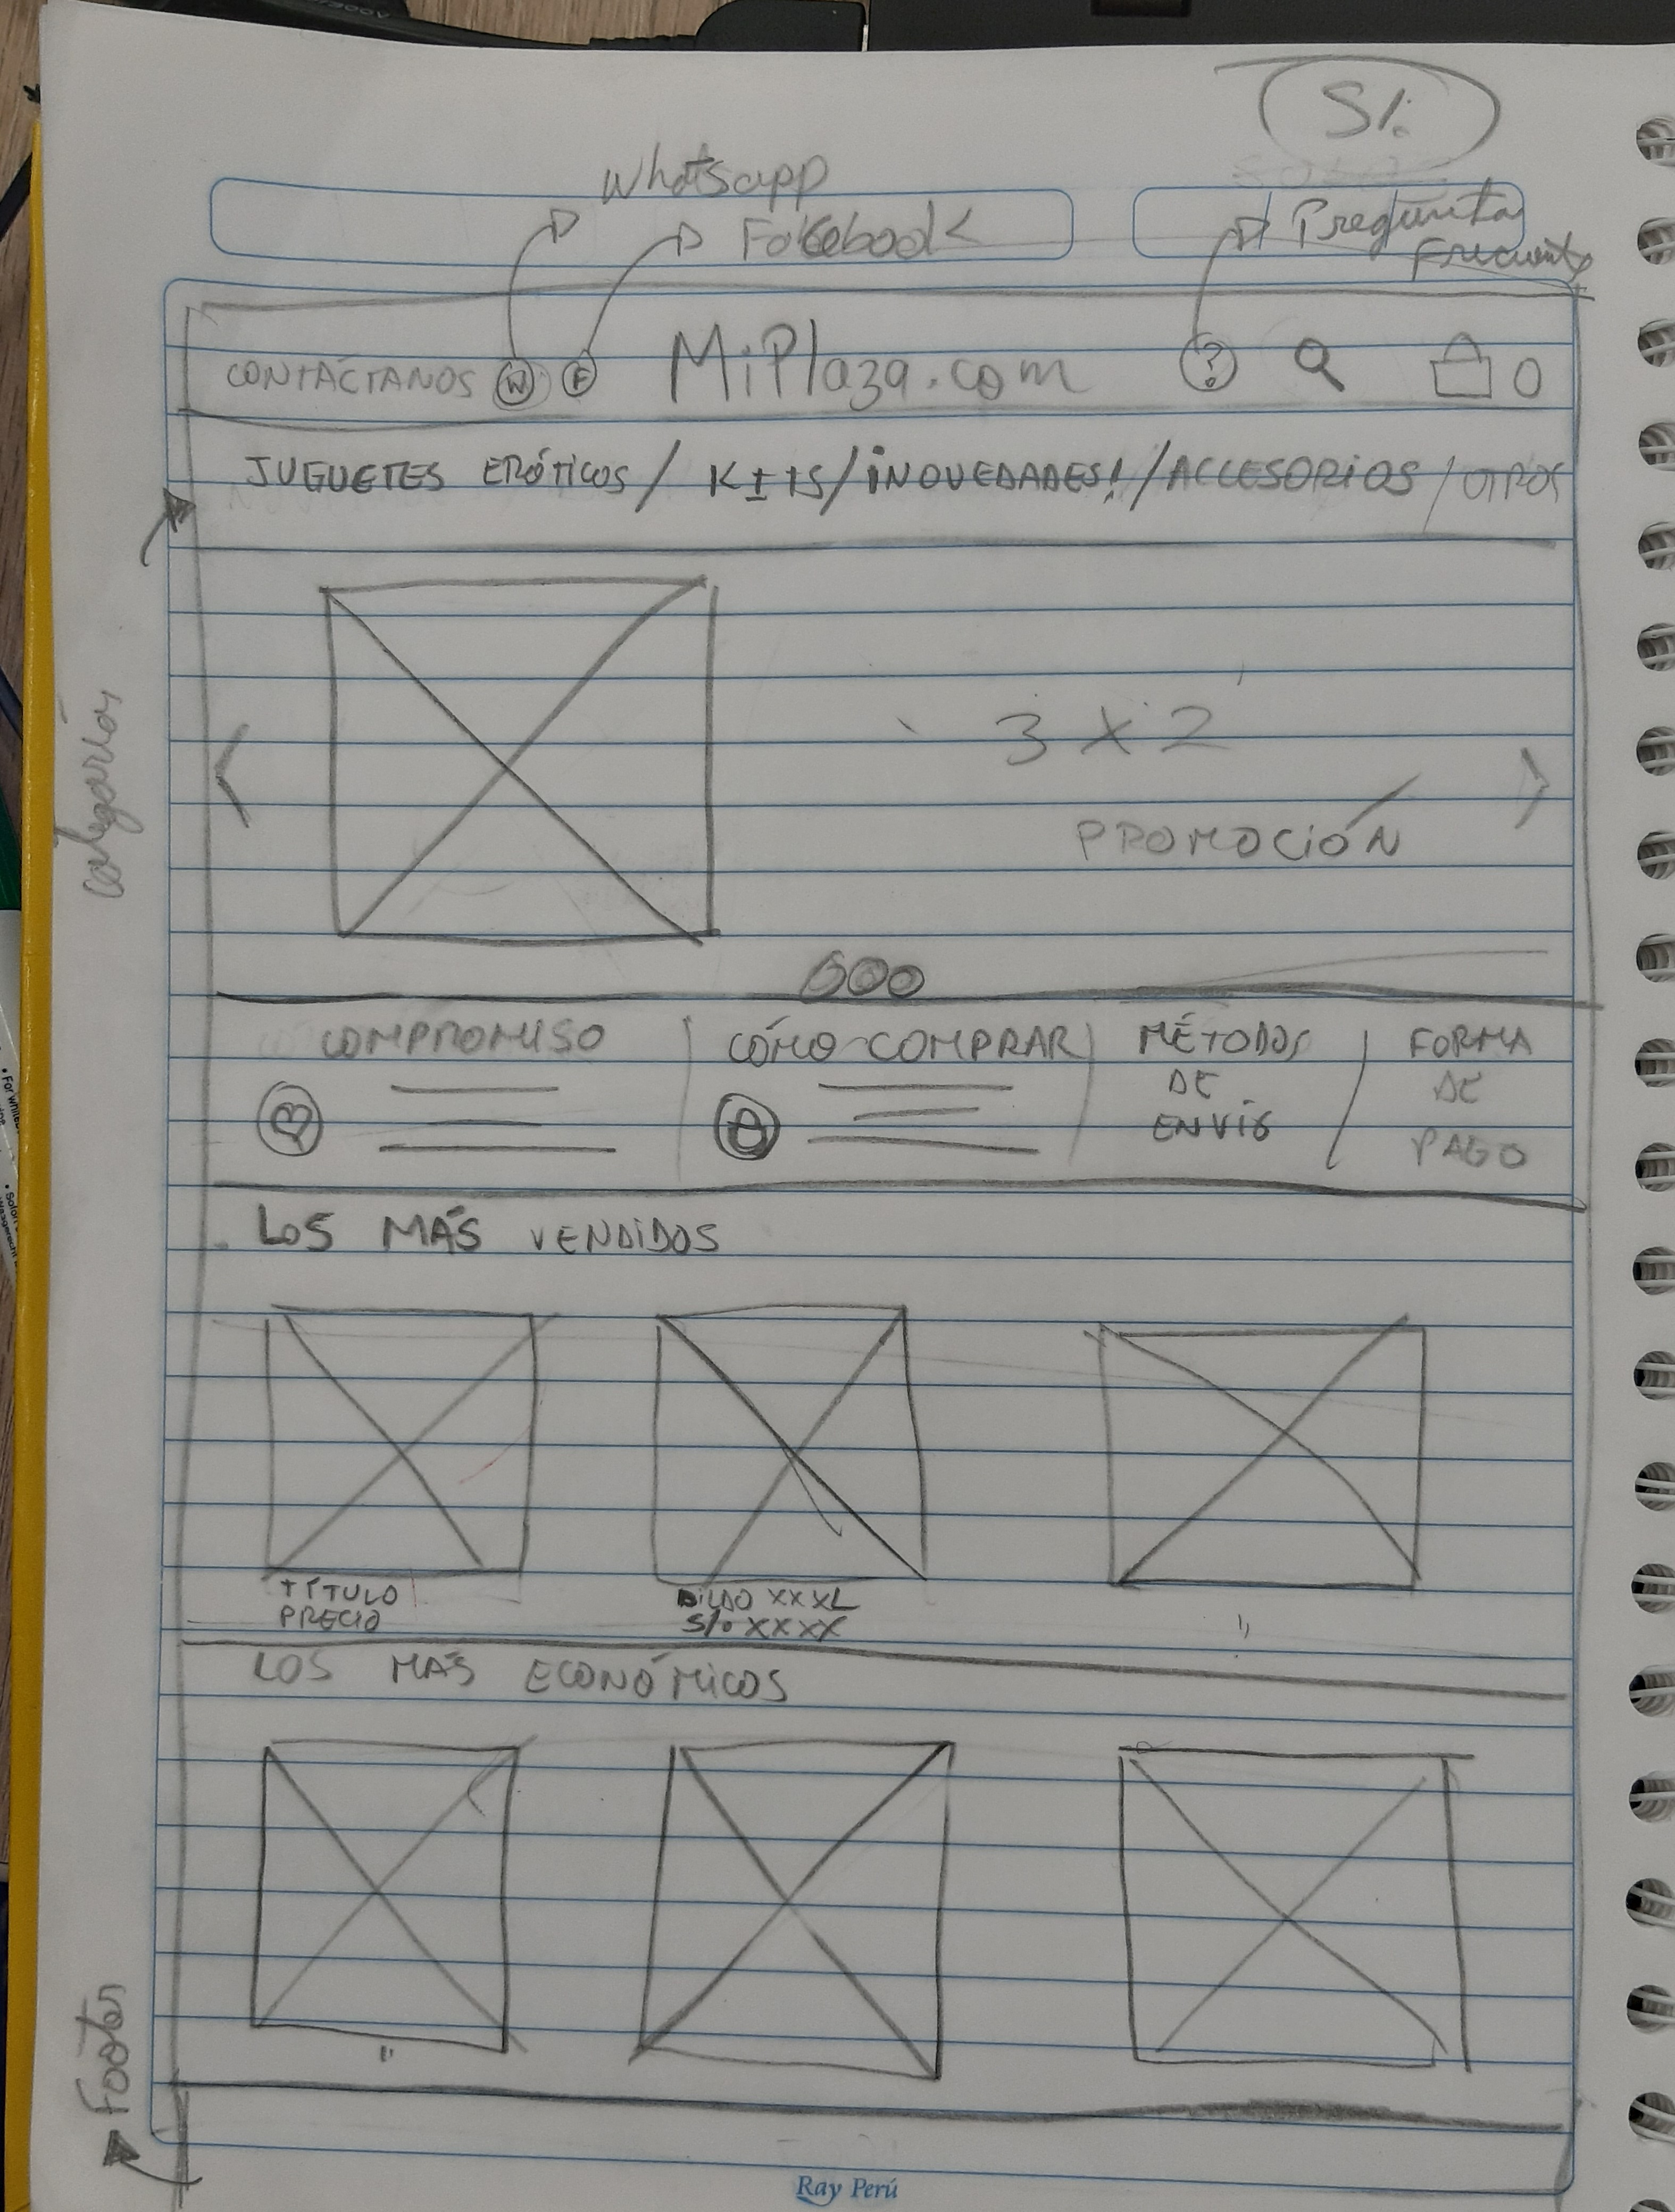 Sí.
Whatsapp
Facebook
Preguntas
Frecuentes
CONTÁCTANOS W F MiPlaza.com ? 0
JUGUETES ERÓTICOS / KITS / ¡NOVEDADES! / ACCESORIOS / OTROS
categorías
< >
3 X 2
PROMOCIÓN
COMPROMISO
CÓMO COMPRAR
MÉTODOS
DE
ENVÍO
FORMA
DE
PAGO
LOS MÁS VENDIDOS
TÍTULO
PRECIO
DILDO XXXL
S/. XXXX
"
LOS MÁS ECONÓMICOS
"
Footer
Ray Perú